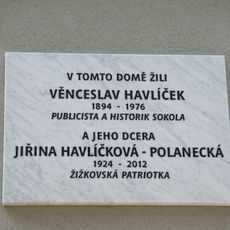 V TOMTO DOMĚ ŽILI
VĚNCESLAV HAVLÍČEK
1894 - 1976
PUBLICISTA A HISTORIK SOKOLA
A JEHO DCERA
JIŘINA HAVLÍČKOVÁ - POLANECKÁ
1924 - 2012
ŽIŽKOVSKÁ PATRIOTKA